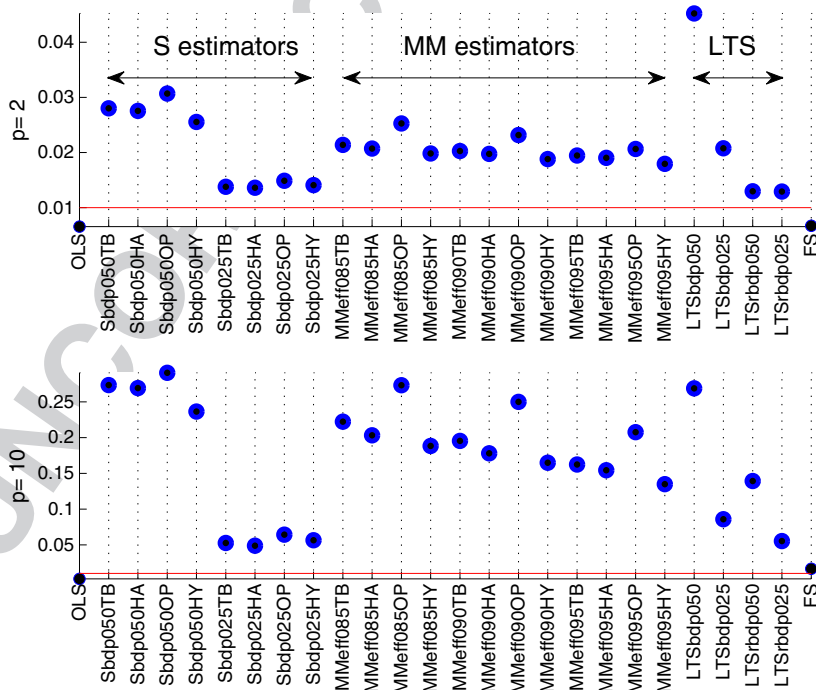 S estimators
MM estimators
LTS
p= 2
0.04
0.03
0.02
0.01
OLS
Sbdp050TB
Sbdp050HA
Sbdp050OP
Sbdp050HY
Sbdp025TB
Sbdp025HA
Sbdp025OP
Sbdp025HY
MMeff085TB
MMeff085HA
MMeff085OP
MMeff085HY
MMeff090TB
MMeff090HA
MMeff090OP
MMeff090HY
MMeff095TB
MMeff095HA
MMeff095OP
MMeff095HY
LTSbdp050
LTSbdp025
LTSrbdp050
LTSrbdp025
FS
p= 10
0.25
0.2
0.15
0.1
0.05
OLS
Sbdp050TB
Sbdp050HA
Sbdp050OP
Sbdp050HY
Sbdp025TB
Sbdp025HA
Sbdp025OP
Sbdp025HY
MMeff085TB
MMeff085HA
MMeff085OP
MMeff085HY
MMeff090TB
MMeff090HA
MMeff090OP
MMeff090HY
MMeff095TB
MMeff095HA
MMeff095OP
MMeff095HY
LTSbdp050
LTSbdp025
LTSrbdp050
LTSrbdp025
FS